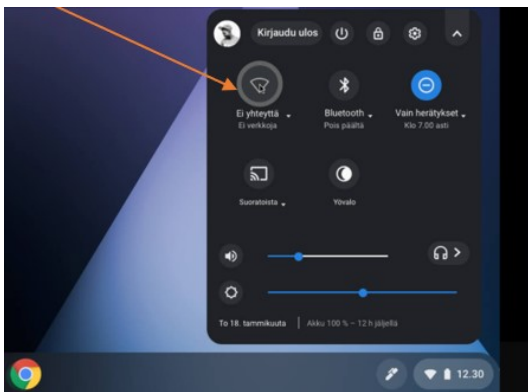 Kirjaudu ulos
Ei yhteyttä
Ei verkkoja
Bluetooth
Pois päältä
Vain herätykset
Klo 7.00 asti
Suoratoista
Yövalo
To 18. tammikuuta | Akku 100 % – 12 h jäljellä
12.30